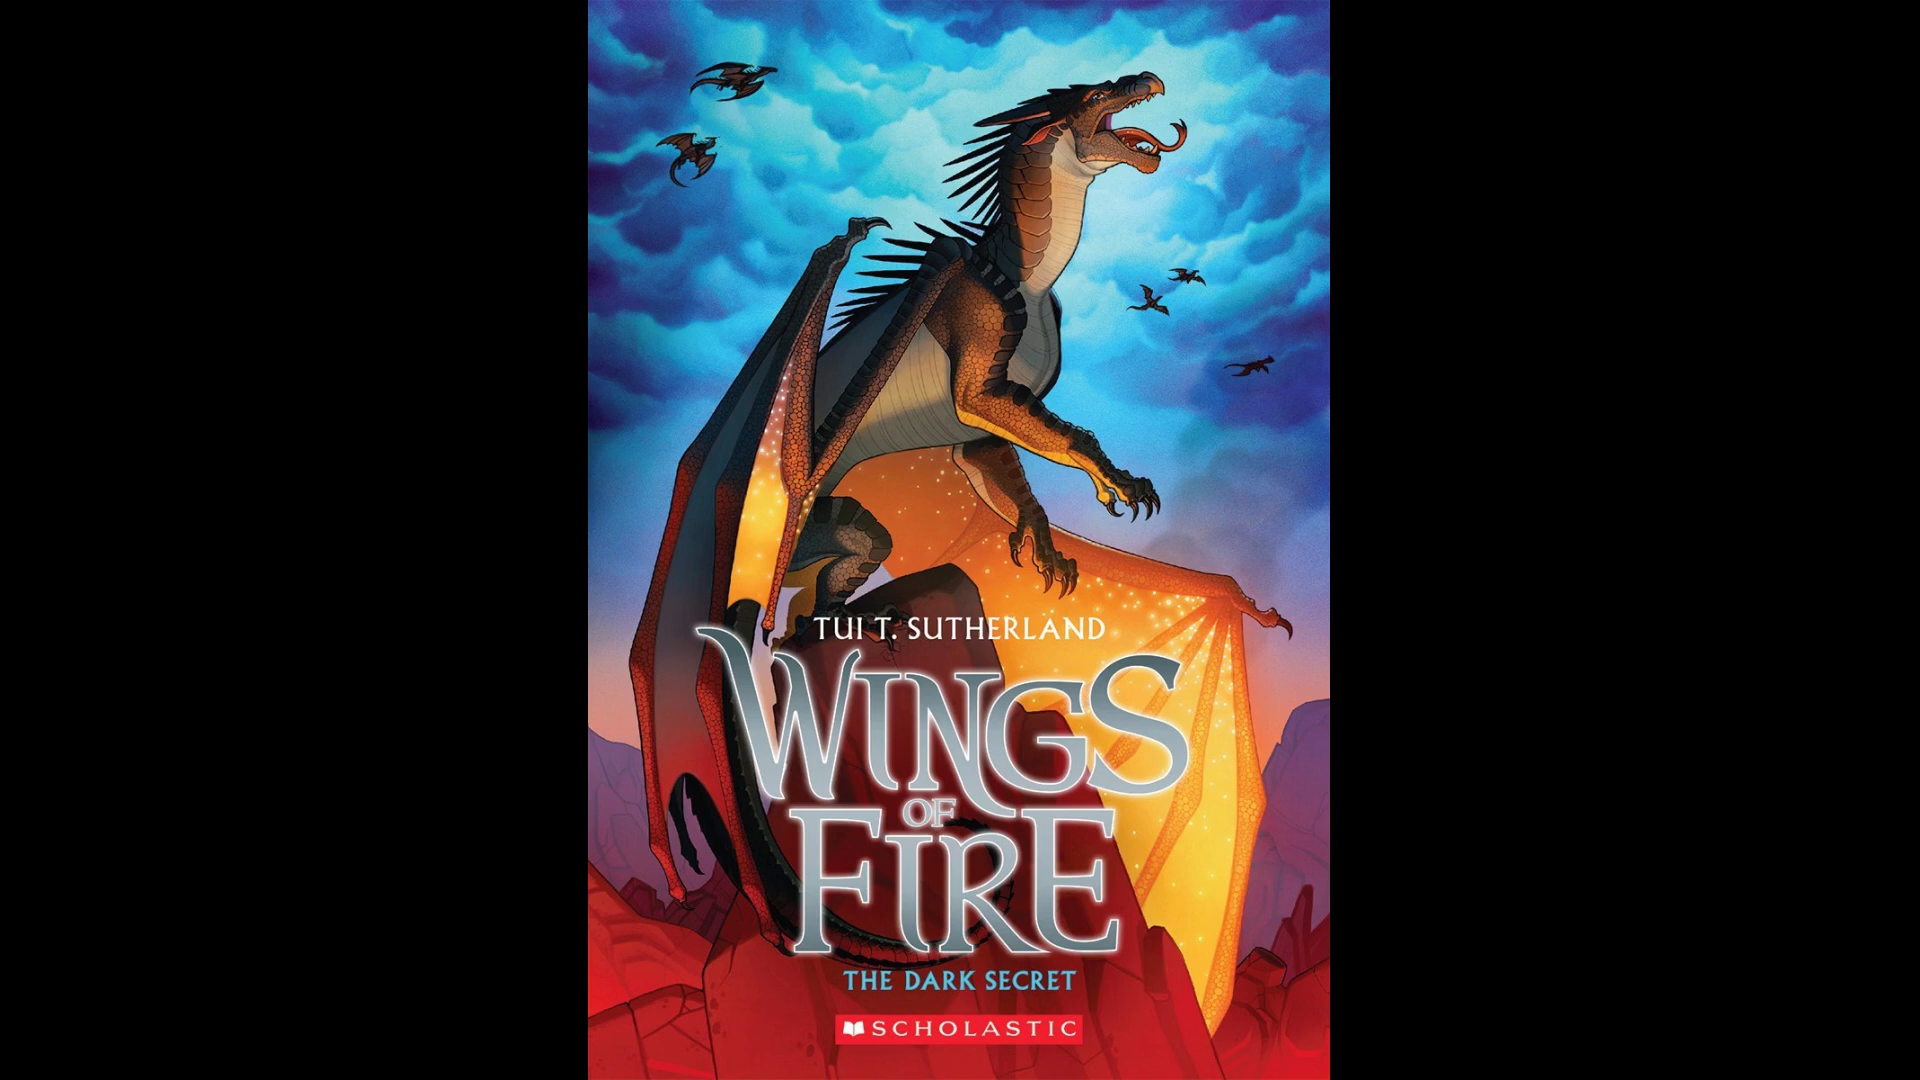 TUI T. SUTHERLAND
WINGS
OF
FIRE
THE DARK SECRET
SCHOLASTIC